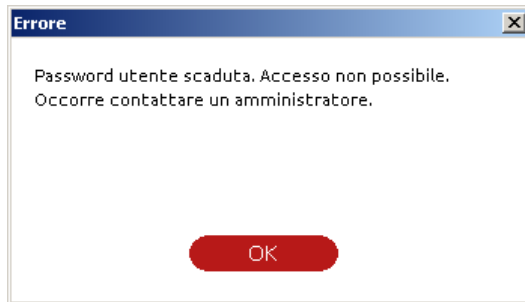 Errore
Password utente scaduta. Accesso non possibile.
Occorre contattare un amministratore.
OK